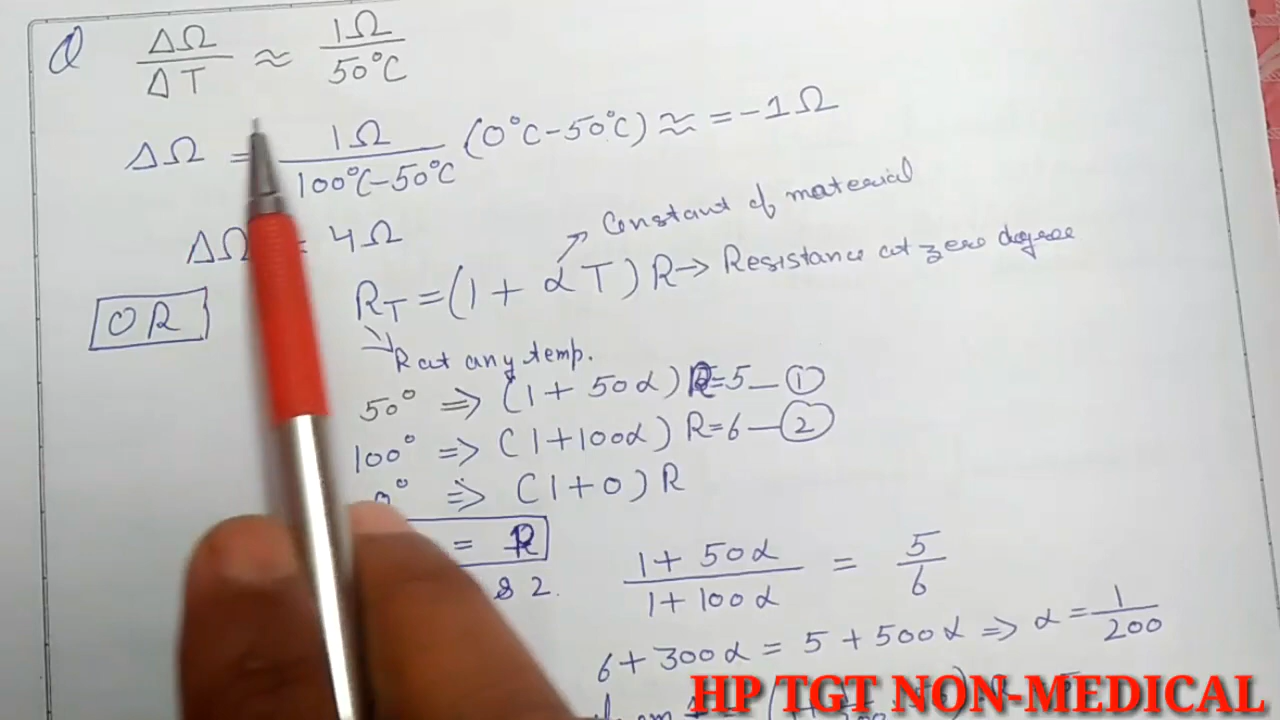 Q ΔΩ/ΔT ≈ 1Ω/50°C
ΔΩ = 1Ω/100°C-50°C (0°C-50°C) ≈ = -1Ω
ΔΩ = 4Ω
Constant of material
OR
R_T = (1 + αT) R → Resistance at zero degree
R at any temp.
50° ⇒ (1 + 50α) R=5 — ①
100° ⇒ (1+100α) R=6 — ②
0° ⇒ (1+0) R
= R
& 2.
1 + 50α/1 + 100α = 5/6
6 + 300α = 5 + 500α ⇒ α = 1/200
HP TGT NON-MEDICAL